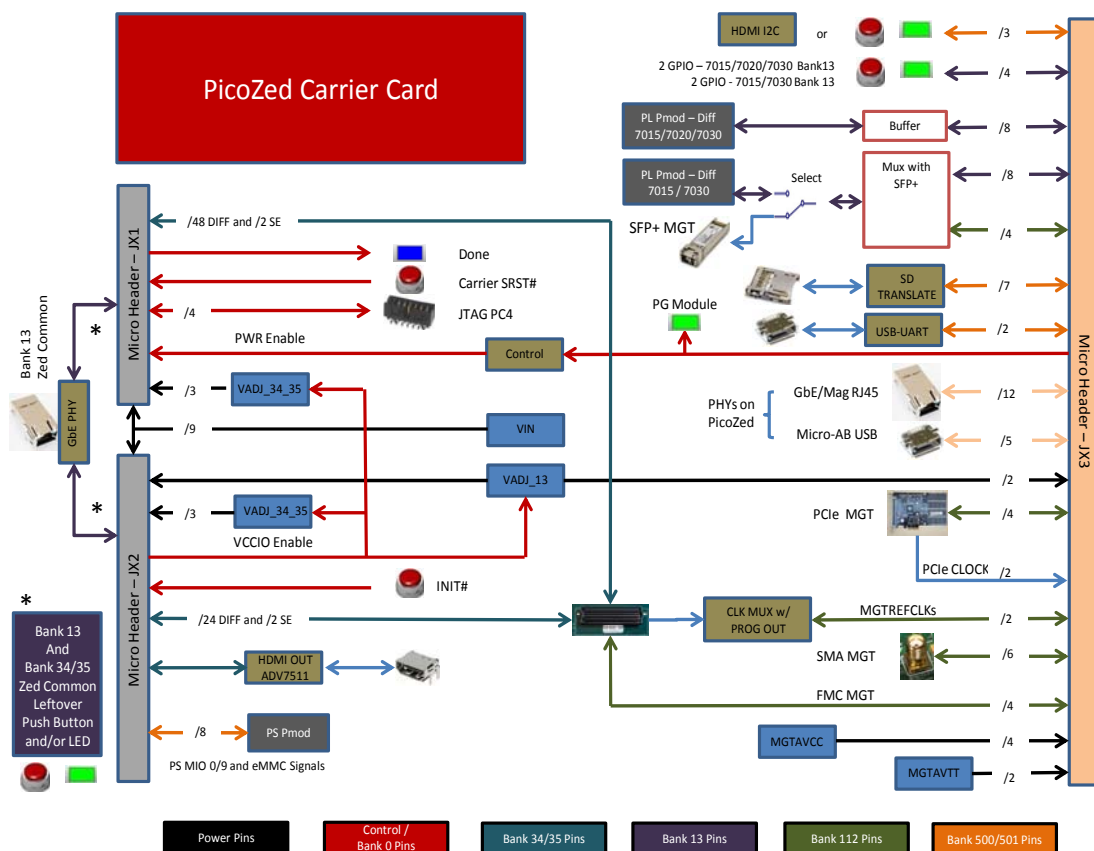 PicoZed Carrier Card
HDMI I2C
or
/3
2 GPIO – 7015/7020/7030 Bank13
2 GPIO - 7015/7030 Bank 13
/4
PL Pmod – Diff
7015/7020/7030
Buffer
/8
PL Pmod – Diff
7015 / 7030
Select
Mux with
SFP+
/8
SFP+ MGT
/4
Micro Header – JX1
/48 DIFF and /2 SE
Done
Carrier SRST#
/4
JTAG PC4
PG Module
SD
TRANSLATE
/7
USB-UART
/2
PWR Enable
Control
Micro Header – JX3
Bank 13
Zed Common
*
GbE PHY
/3
VADJ_34_35
/9
VIN
PHYs on
PicoZed
GbE/Mag RJ45
/12
Micro-AB USB
/5
*
Micro Header – JX2
VADJ_13
/2
/3
VADJ_34_35
VCCIO Enable
PCIe MGT
/4
PCIe CLOCK
/2
INIT#
*
Bank 13
And
Bank 34/35
Zed Common
Leftover
Push Button
and/or LED
/24 DIFF and /2 SE
CLK MUX w/
PROG OUT
MGTREFCLKs
/2
HDMI OUT
ADV7511
SMA MGT
/6
FMC MGT
/4
/8
PS Pmod
PS MIO 0/9 and eMMC Signals
MGTAVCC
/4
MGTAVTT
/2
Power Pins
Control /
Bank 0 Pins
Bank 34/35 Pins
Bank 13 Pins
Bank 112 Pins
Bank 500/501 Pins